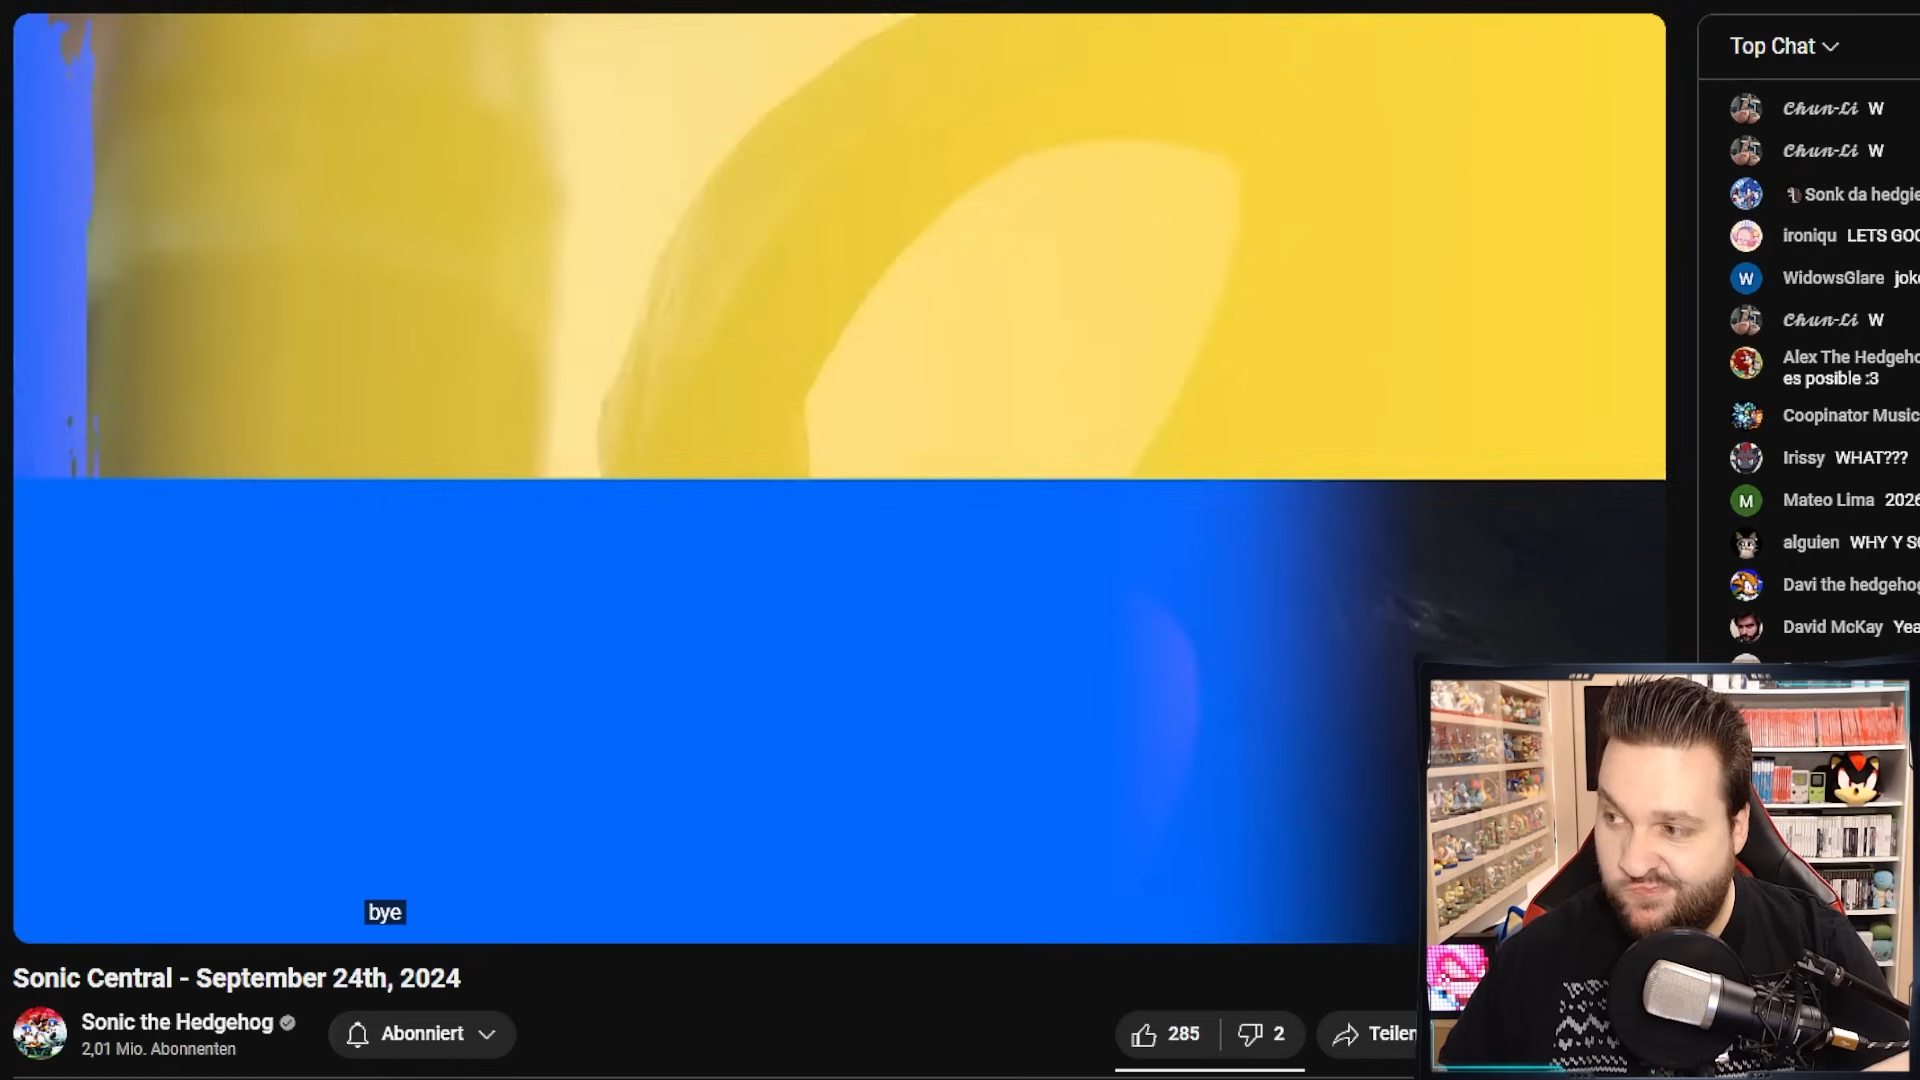 Top Chat
Chun-Li W
Chun-Li W
Sonk da hedgie
ironiqu LETS GOO
W WidowsGlare joke
Chun-Li W
Alex The Hedgeho
es posible :3
Coopinator Music
Irissy WHAT???
M Mateo Lima 2026
alguien WHY Y SO
Davi the hedgehog
David McKay Yea
bye
Sonic Central - September 24th, 2024
Sonic the Hedgehog
2,01 Mio. Abonnenten
Abonniert
285
2
Teilen